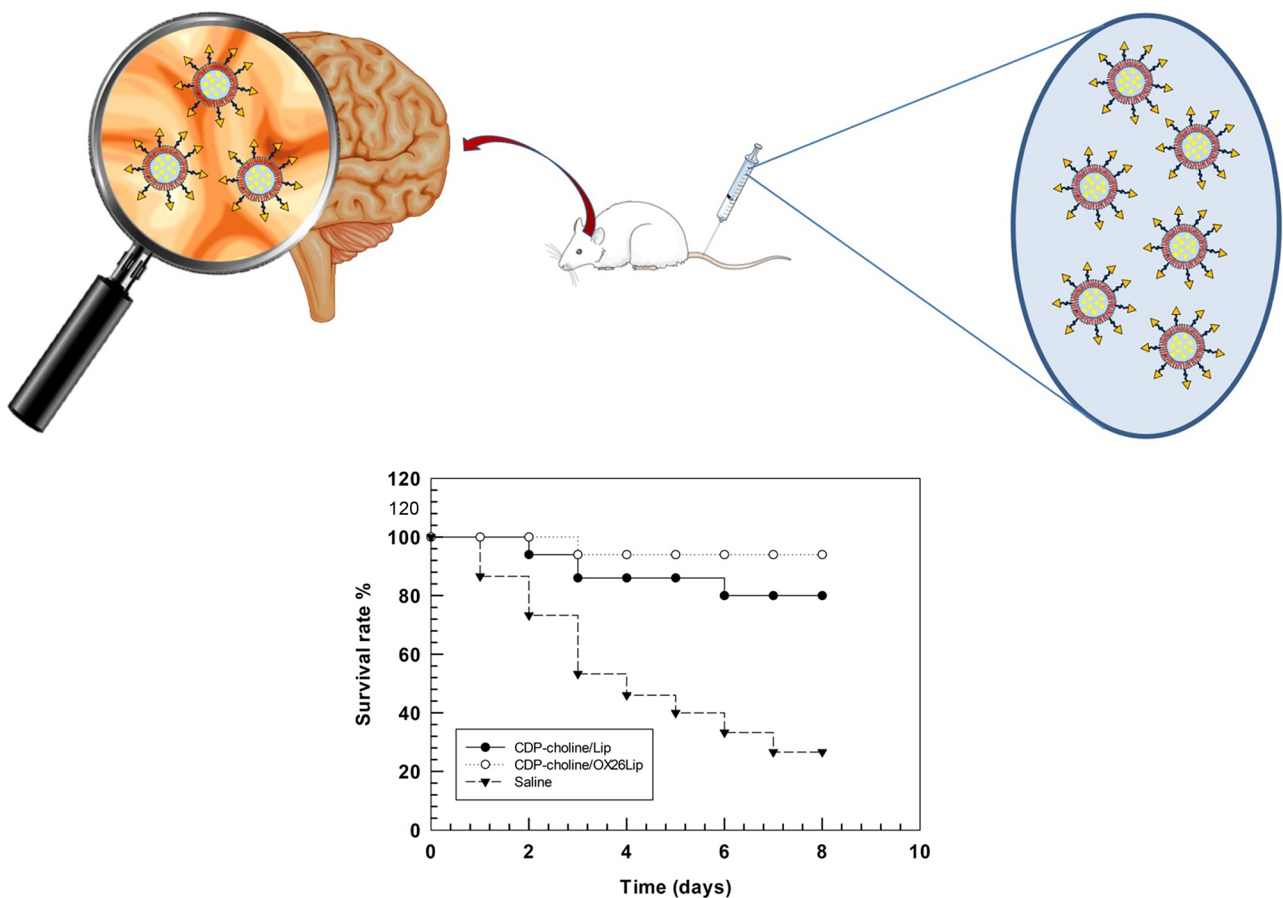 120
120
100
80
60
40
20
0
Survival rate %
CDP-choline/Lip
CDP-choline/OX26Lip
Saline
0 2 4 6 8 10
Time (days)